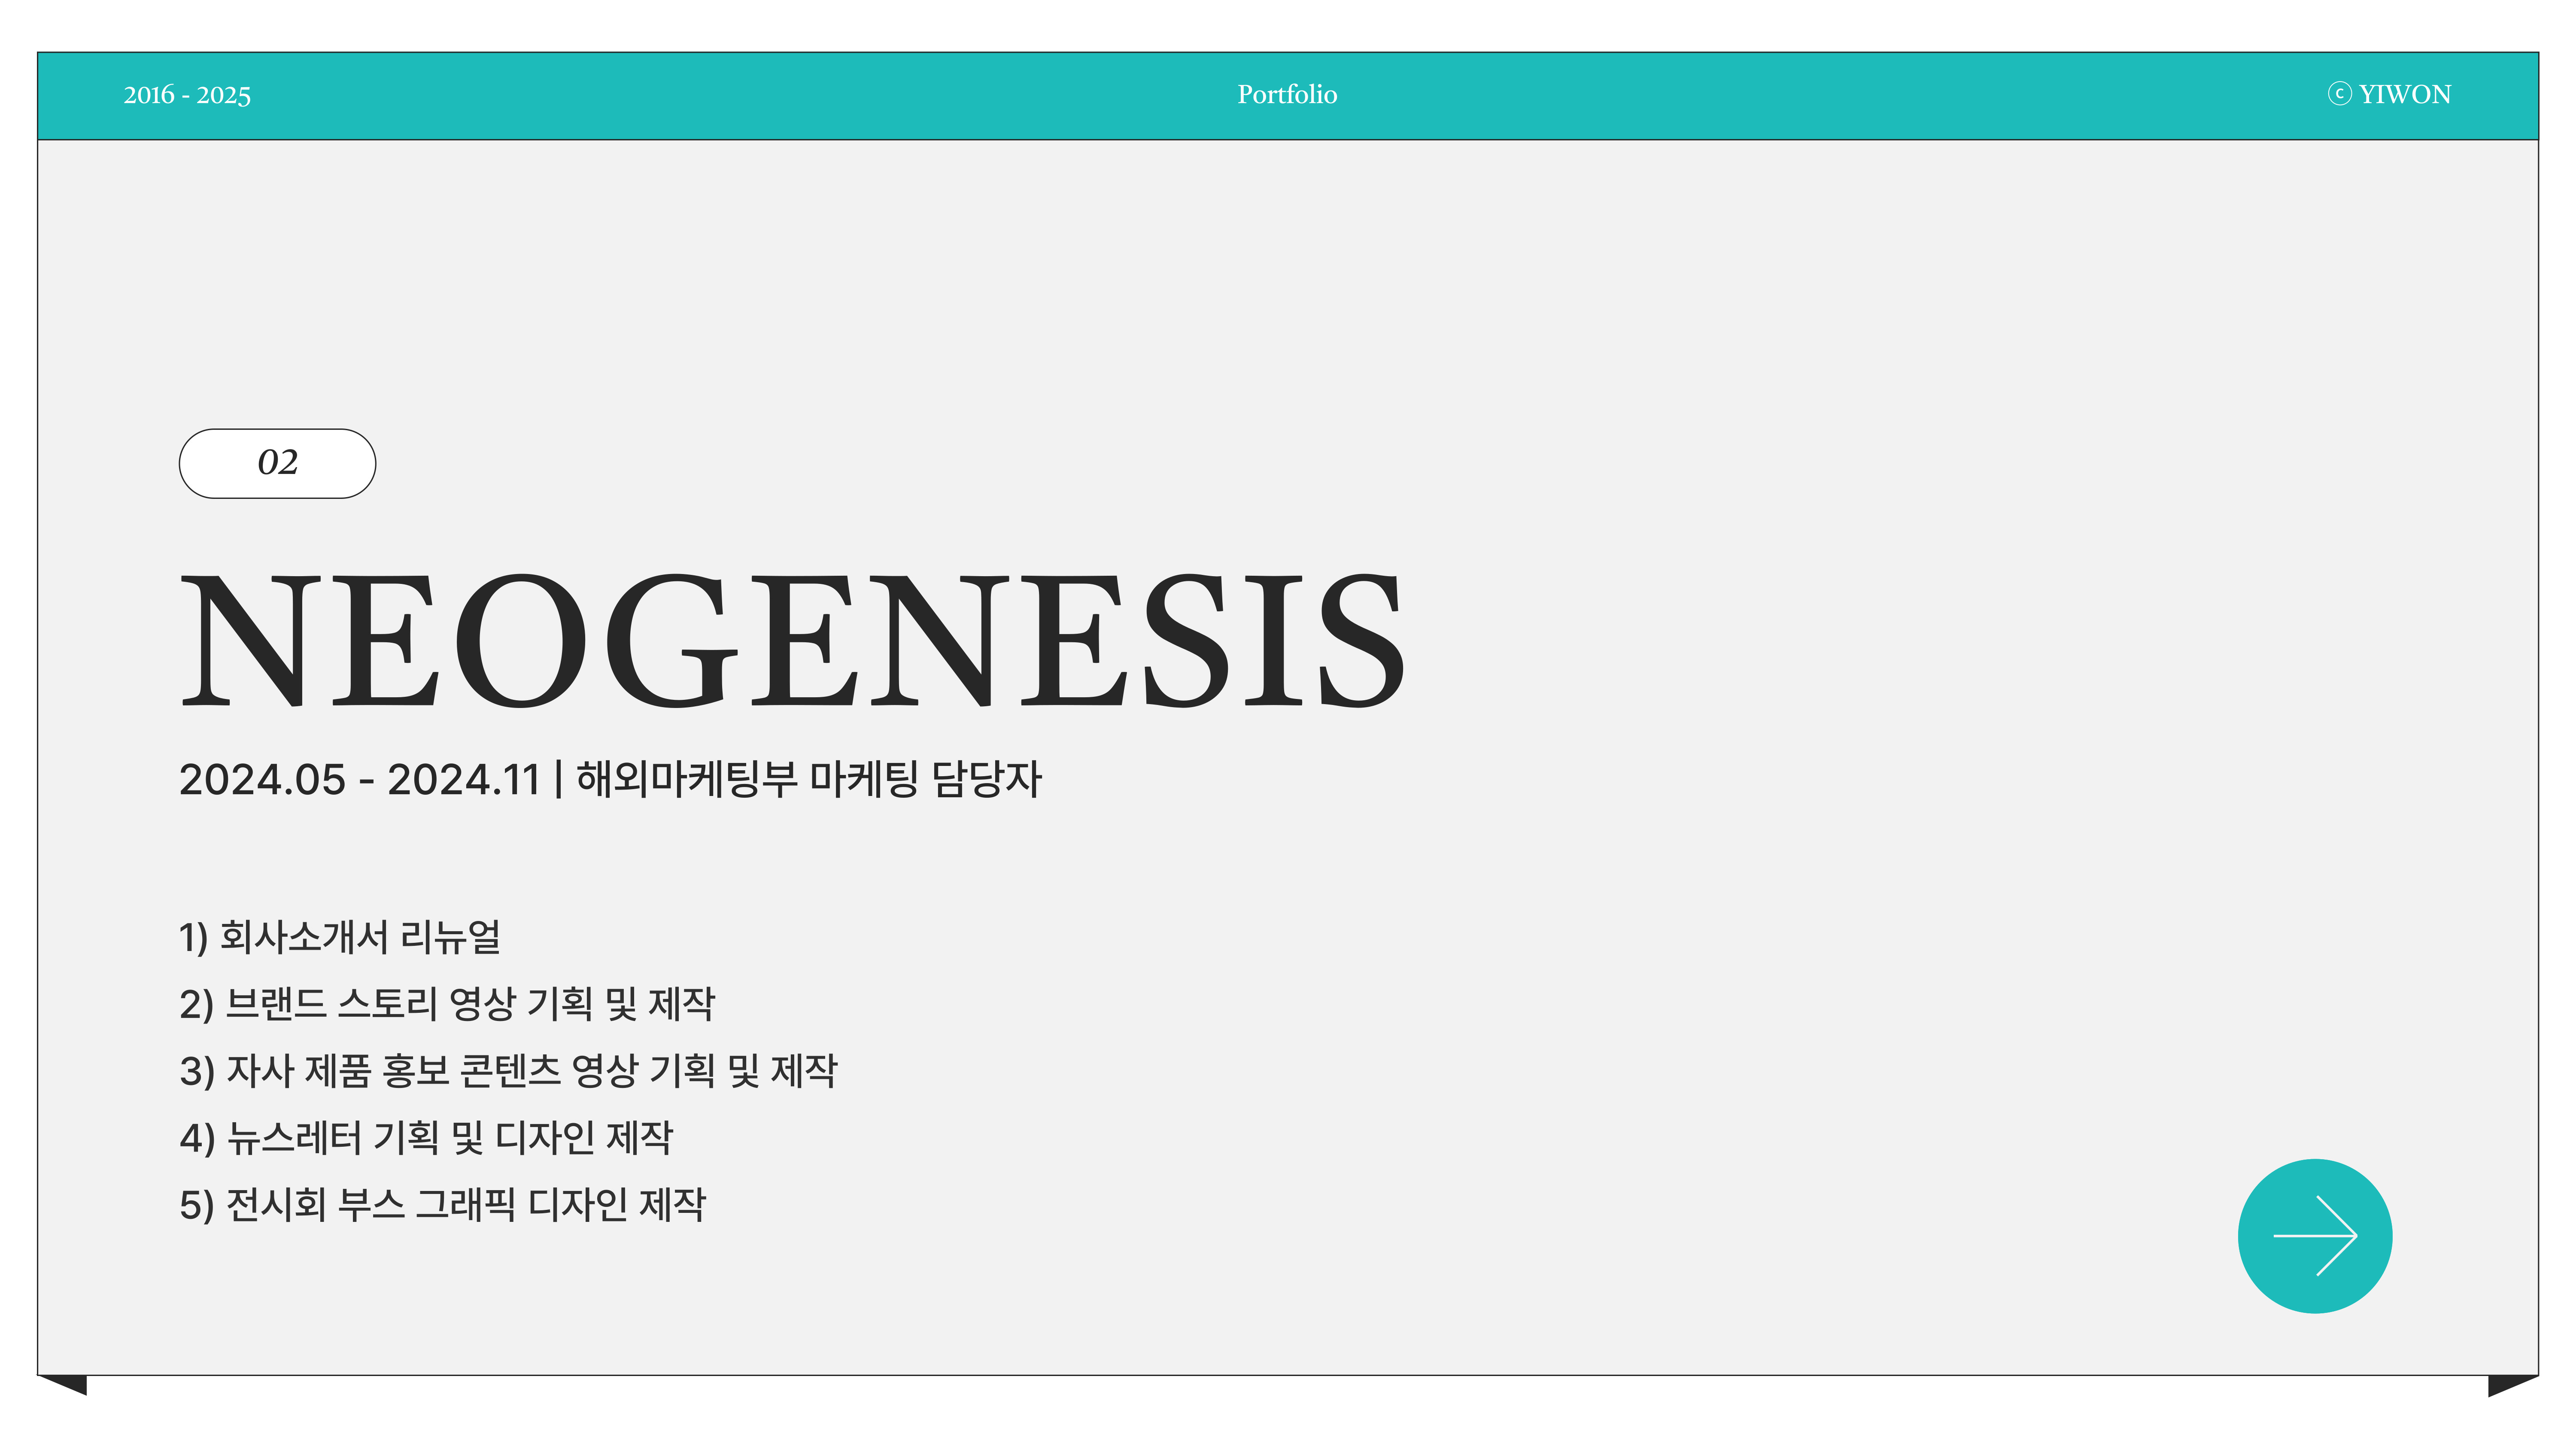 2016 - 2025
Portfolio
ⓒ YIWON
02
NEOGENESIS
2024.05 - 2024.11 | 해외마케팅부 마케팅 담당자
1) 회사소개서 리뉴얼
2) 브랜드 스토리 영상 기획 및 제작
3) 자사 제품 홍보 콘텐츠 영상 기획 및 제작
4) 뉴스레터 기획 및 디자인 제작
5) 전시회 부스 그래픽 디자인 제작